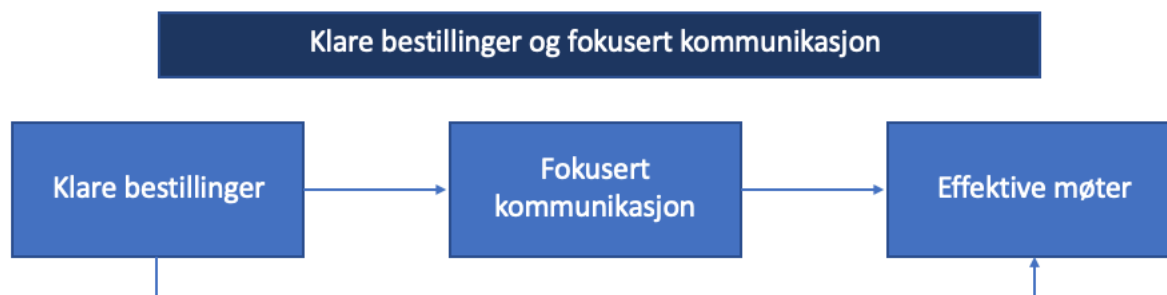 Klare bestillinger og fokusert kommunikasjon
Klare bestillinger
Fokusert
kommunikasjon
Effektive møter